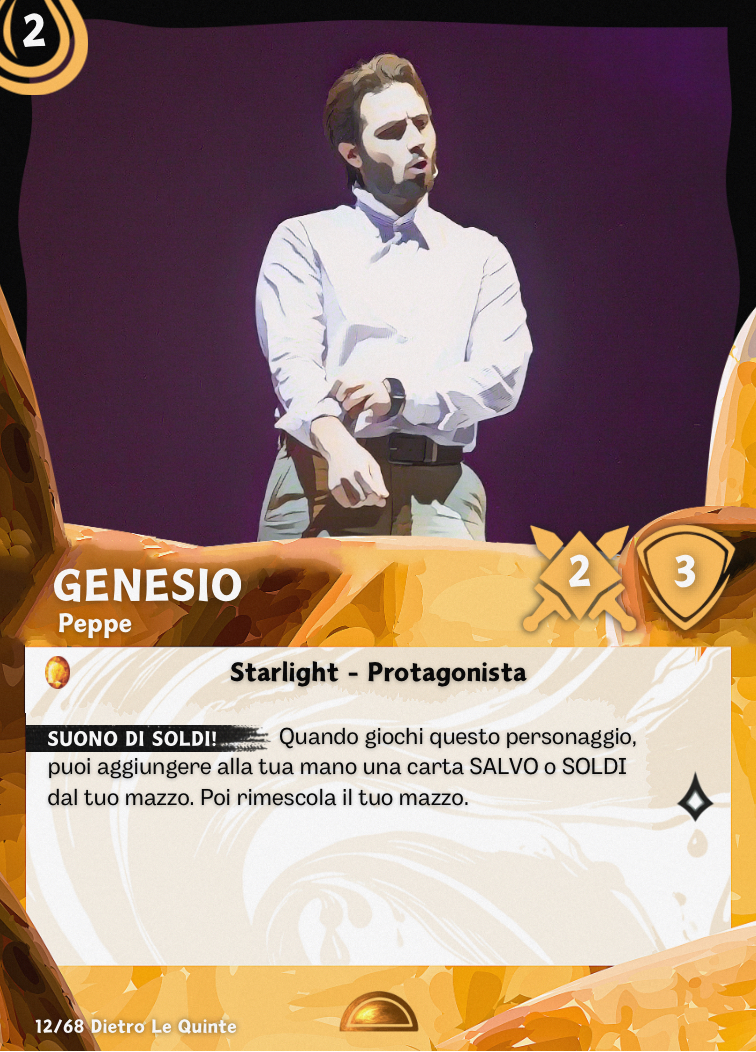 2
GENESIO
Peppe
2
3
Starlight - Protagonista
SUONO DI SOLDI! Quando giochi questo personaggio,
puoi aggiungere alla tua mano una carta SALVO o SOLDI
dal tuo mazzo. Poi rimescola il tuo mazzo.
12/68 Dietro Le Quinte